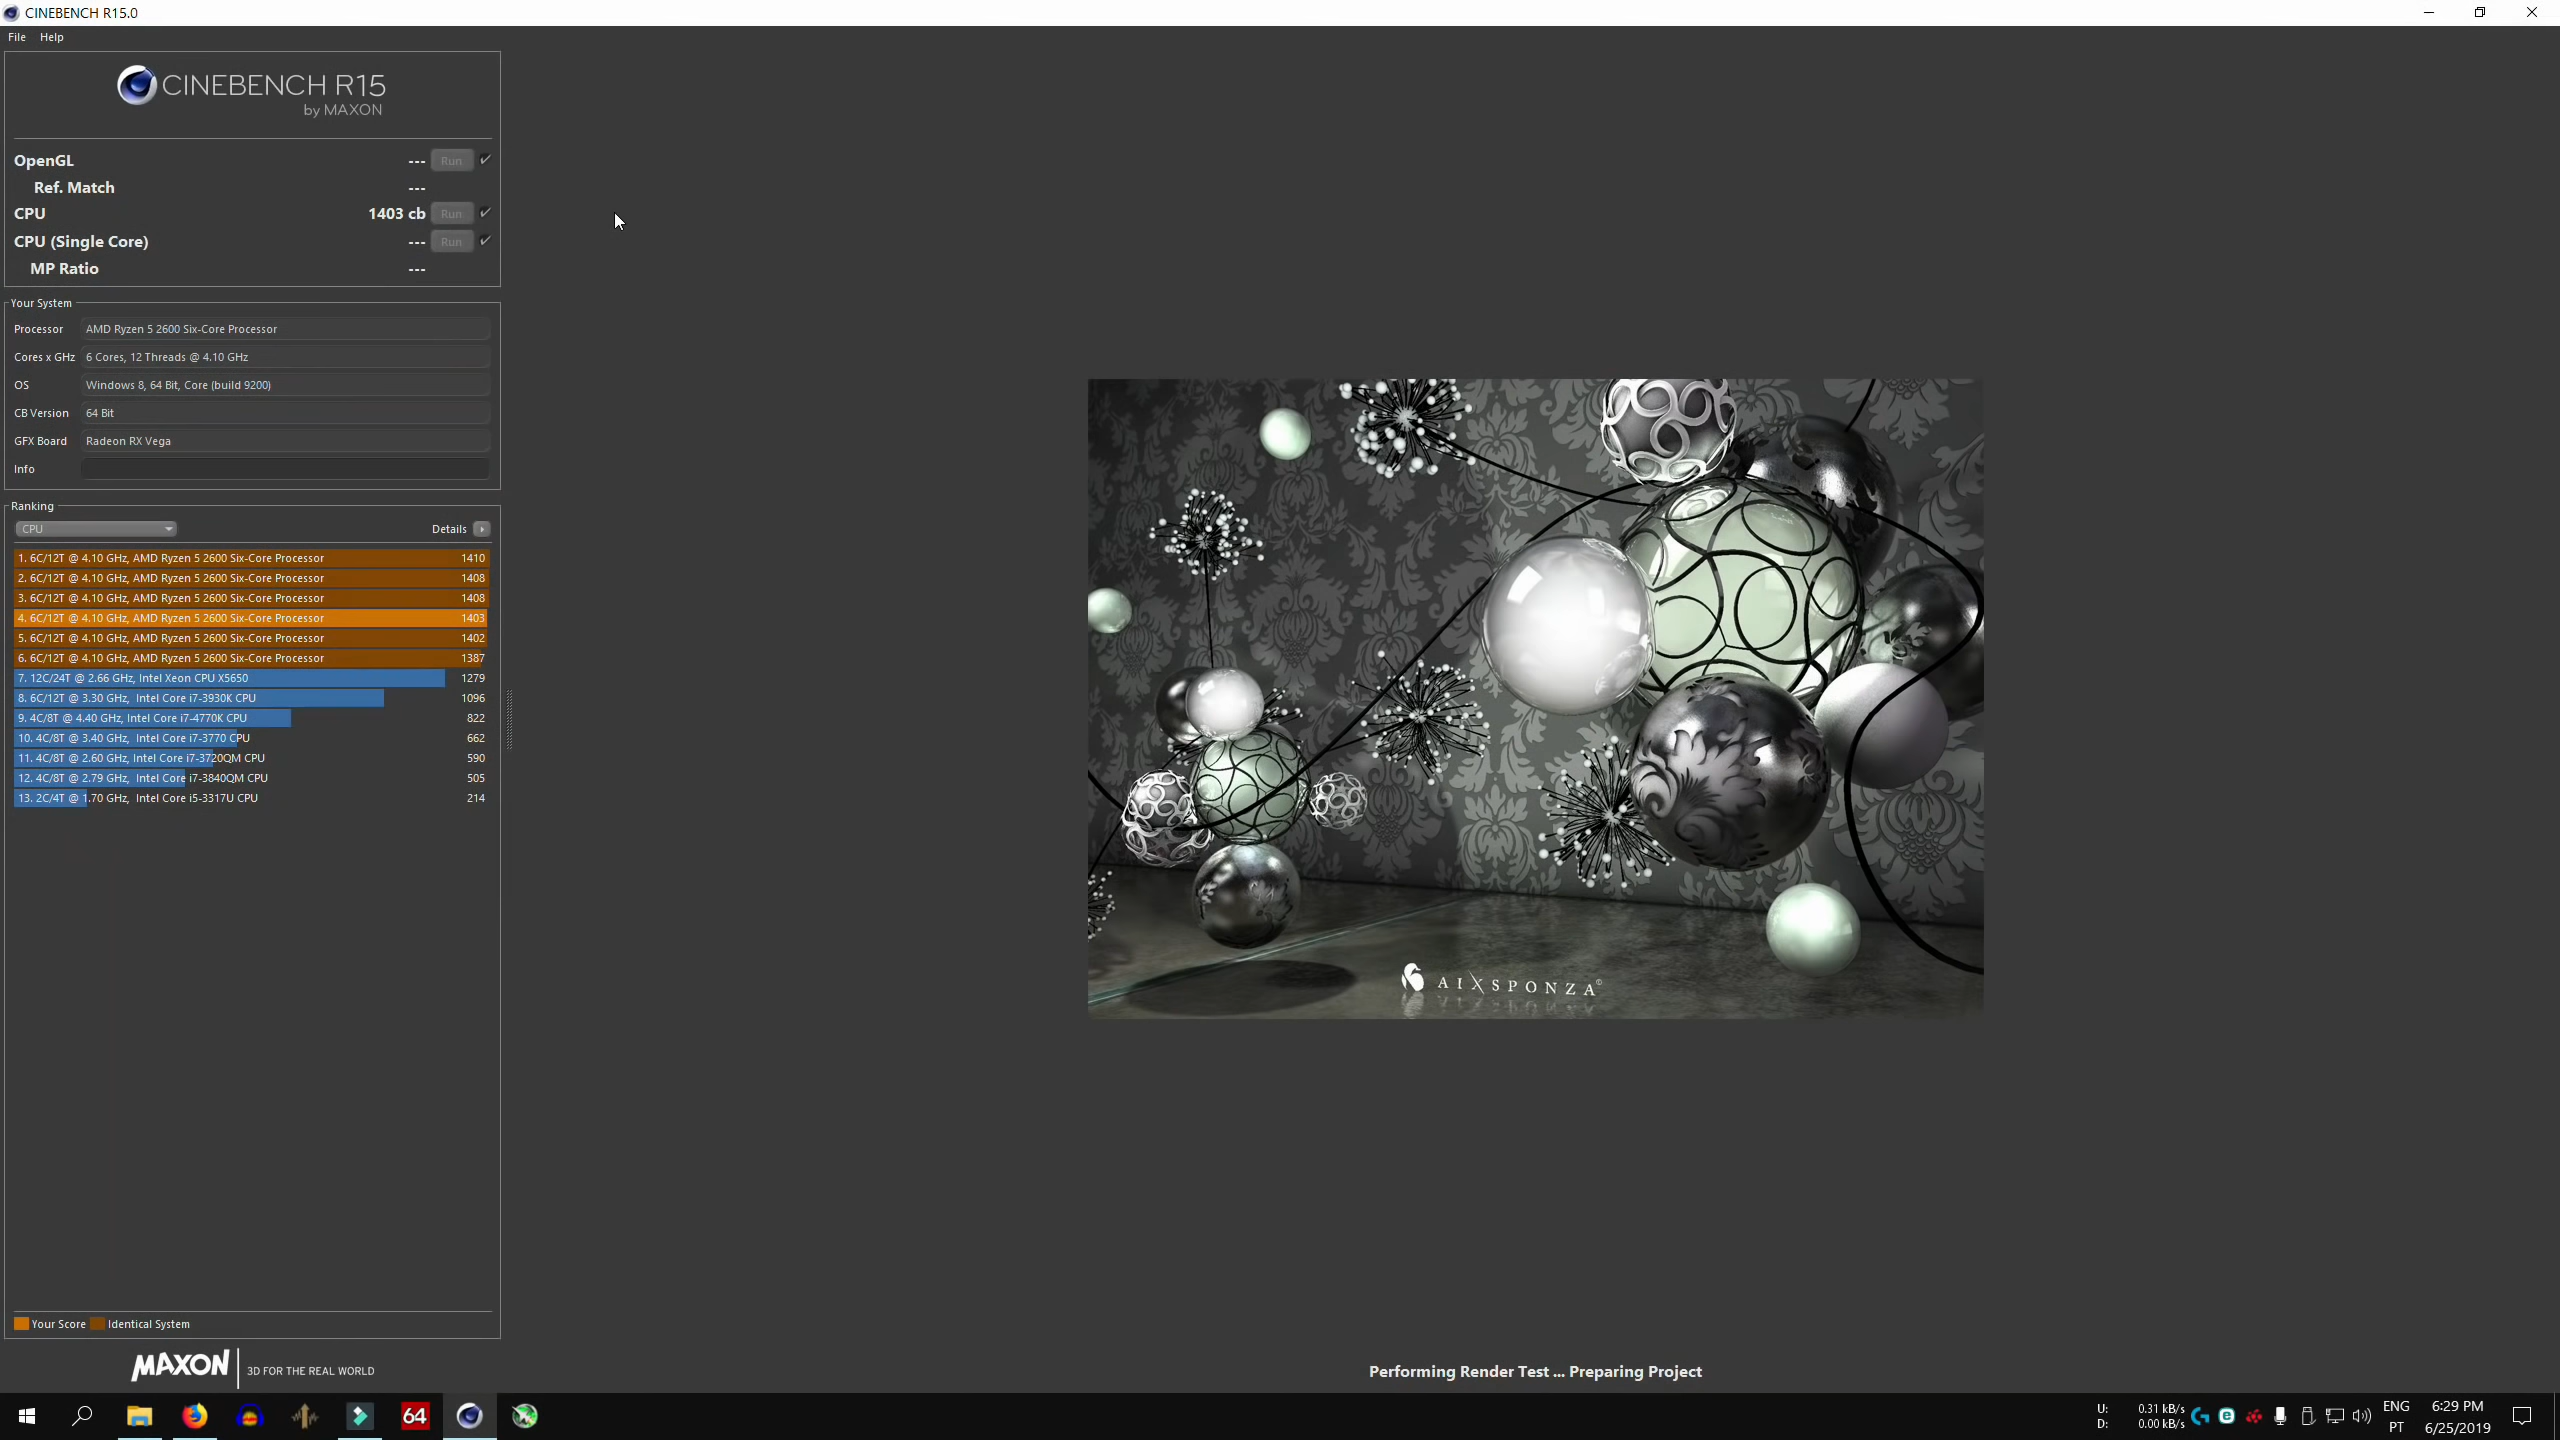 CINEBENCH R15.0
File Help
CINEBENCH R15
by MAXON
OpenGL --- Run
Ref. Match ---
CPU 1403 cb Run
CPU (Single Core) --- Run
MP Ratio ---
Your System
Processor AMD Ryzen 5 2600 Six-Core Processor
Cores x GHz 6 Cores, 12 Threads @ 4.10 GHz
OS Windows 8, 64 Bit, Core (build 9200)
CB Version 64 Bit
GFX Board Radeon RX Vega
Info
Ranking
CPU Details
1. 6C/12T @ 4.10 GHz, AMD Ryzen 5 2600 Six-Core Processor 1410
2. 6C/12T @ 4.10 GHz, AMD Ryzen 5 2600 Six-Core Processor 1408
3. 6C/12T @ 4.10 GHz, AMD Ryzen 5 2600 Six-Core Processor 1408
4. 6C/12T @ 4.10 GHz, AMD Ryzen 5 2600 Six-Core Processor 1403
5. 6C/12T @ 4.10 GHz, AMD Ryzen 5 2600 Six-Core Processor 1402
6. 6C/12T @ 4.10 GHz, AMD Ryzen 5 2600 Six-Core Processor 1387
7. 12C/24T @ 2.66 GHz, Intel Xeon CPU X5650 1279
8. 6C/12T @ 3.30 GHz, Intel Core i7-3930K CPU 1096
9. 4C/8T @ 4.40 GHz, Intel Core i7-4770K CPU 822
10. 4C/8T @ 3.40 GHz, Intel Core i7-3770 CPU 662
11. 4C/8T @ 2.60 GHz, Intel Core i7-3720QM CPU 590
12. 4C/8T @ 2.79 GHz, Intel Core i7-3840QM CPU 505
13. 2C/4T @ 1.70 GHz, Intel Core i5-3317U CPU 214
AIXSPONZA©
Your Score Identical System
MAXON 3D FOR THE REAL WORLD
Performing Render Test ... Preparing Project
64
U: 0.31 kB/s
D: 0.00 kB/s
ENG
PT
6:29 PM
6/25/2019